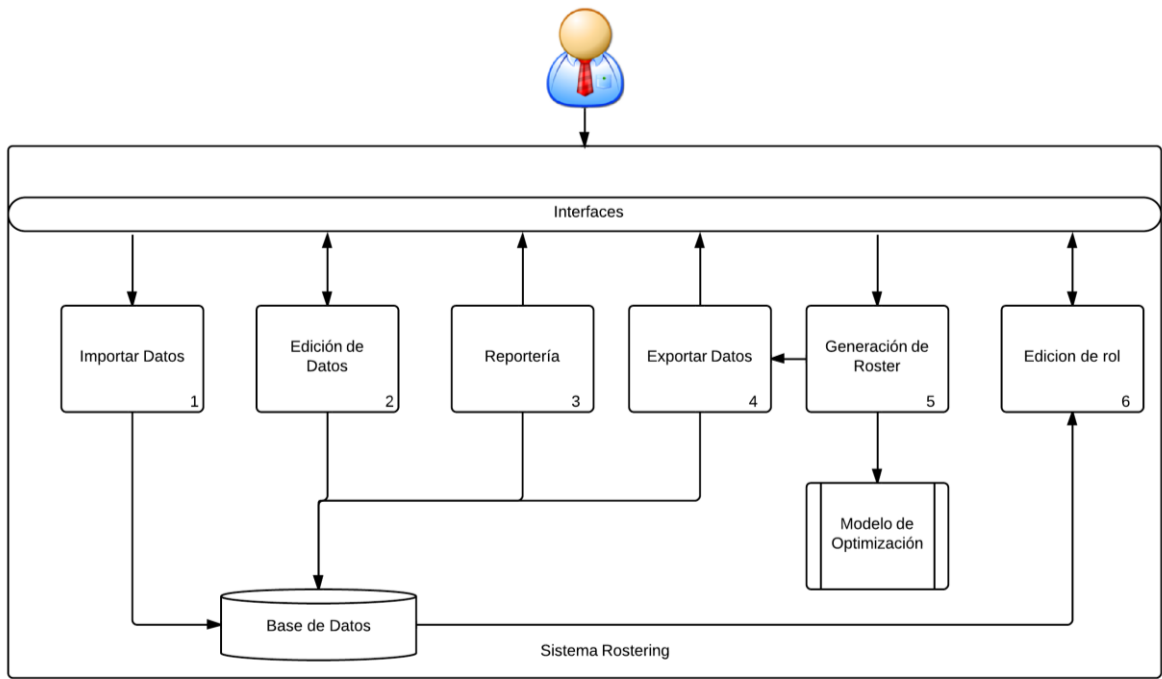 Interfaces
Importar Datos
1
Edición de
Datos
2
Reportería
3
Exportar Datos
4
Generación de
Roster
5
Edicion de rol
6
Modelo de
Optimización
Base de Datos
Sistema Rostering